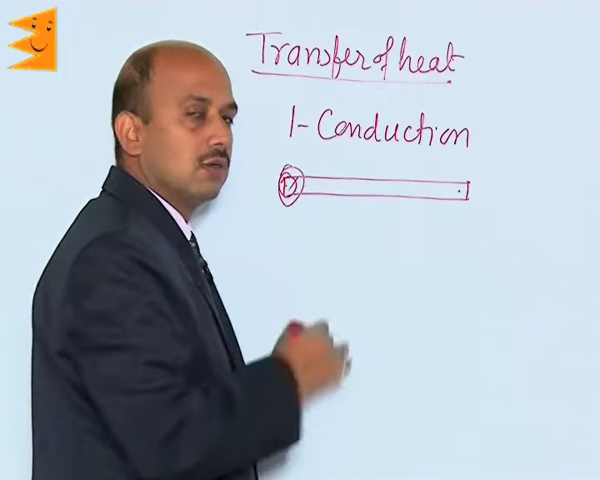 Transfer of heat
1- Conduction